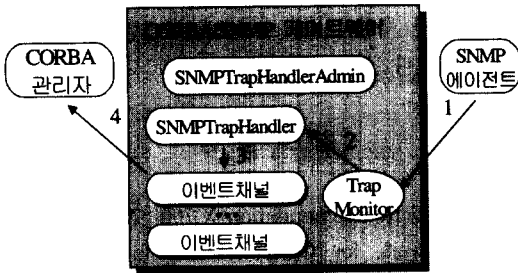 CORBA
관리자
SNMP
에이전트
SNMPTrapHandlerAdmin
4
1
SNMPTrapHandler
2
3
이벤트채널
Trap
Monitor
이벤트채널